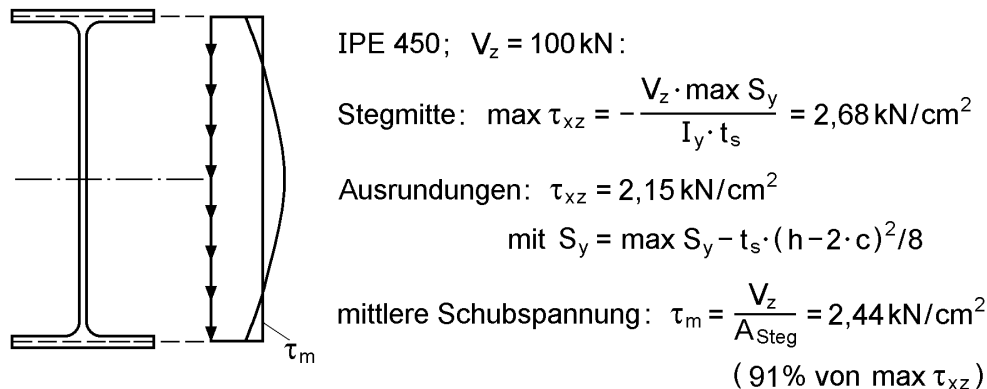 IPE 450; V_z = 100 kN :
Stegmitte: max τ_xz = − (V_z · max S_y) / (I_y · t_s) = 2,68 kN/cm²
Ausrundungen: τ_xz = 2,15 kN/cm²
mit S_y = max S_y − t_s · (h − 2 · c)²/8
mittlere Schubspannung: τ_m = V_z / A_Steg = 2,44 kN/cm²
(91% von max τ_xz)
τ_m